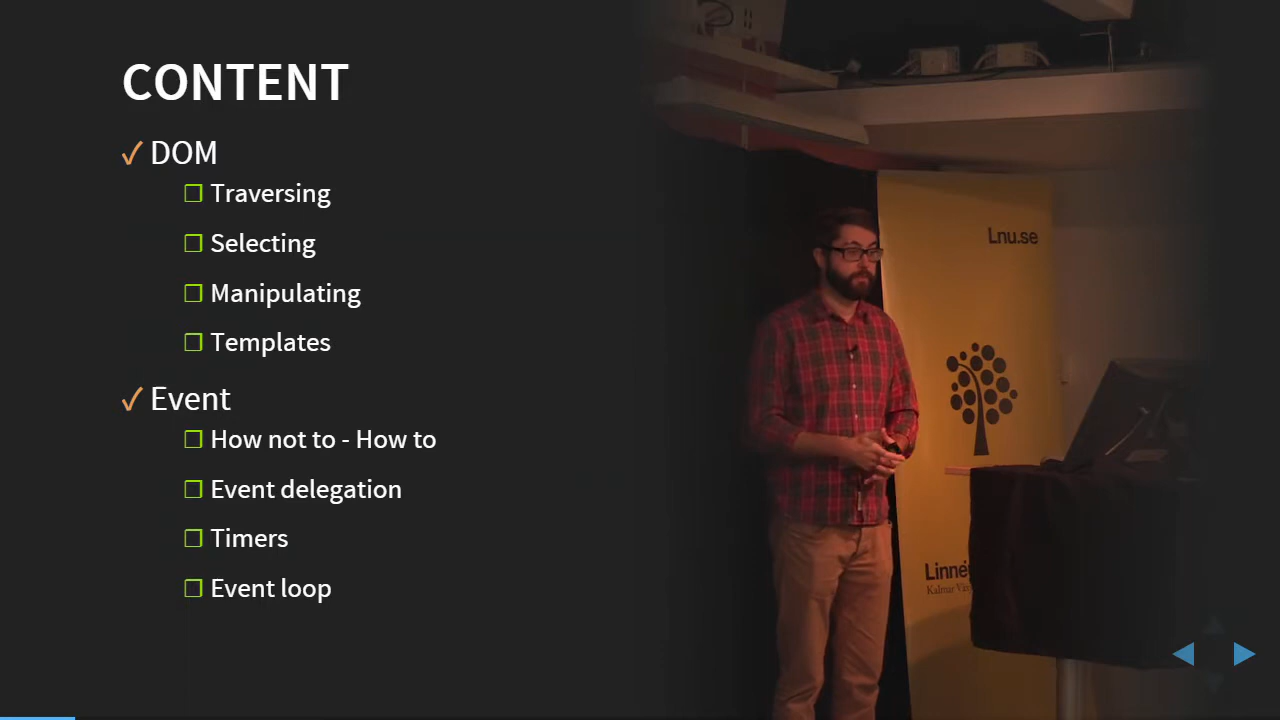 CONTENT
✓ DOM
❐ Traversing
❐ Selecting
❐ Manipulating
❐ Templates
✓ Event
❐ How not to - How to
❐ Event delegation
❐ Timers
❐ Event loop
Lnu.se
Kalmar